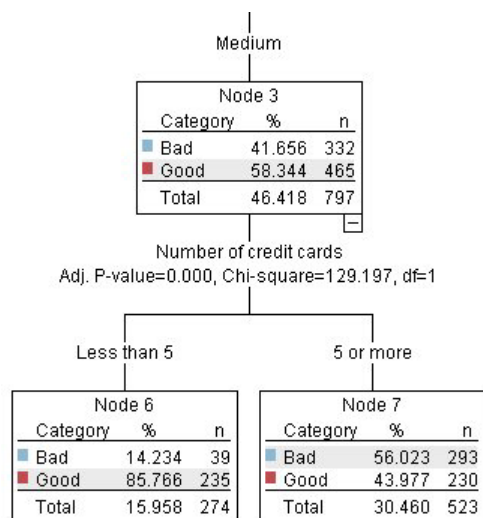 Medium
Node 3
Category % n
Bad 41.656 332
Good 58.344 465
Total 46.418 797
Number of credit cards
Adj. P-value=0.000, Chi-square=129.197, df=1
Less than 5
5 or more
Node 6
Category % n
Bad 14.234 39
Good 85.766 235
Total 15.958 274
Node 7
Category % n
Bad 56.023 293
Good 43.977 230
Total 30.460 523